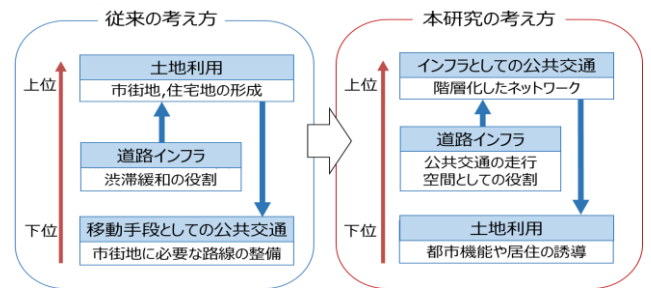 従来の考え方
上位
土地利用
市街地,住宅地の形成
道路インフラ
渋滞緩和の役割
下位
移動手段としての公共交通
市街地に必要な路線の整備
本研究の考え方
上位
インフラとしての公共交通
階層化したネットワーク
道路インフラ
公共交通の走行
空間としての役割
下位
土地利用
都市機能や居住の誘導